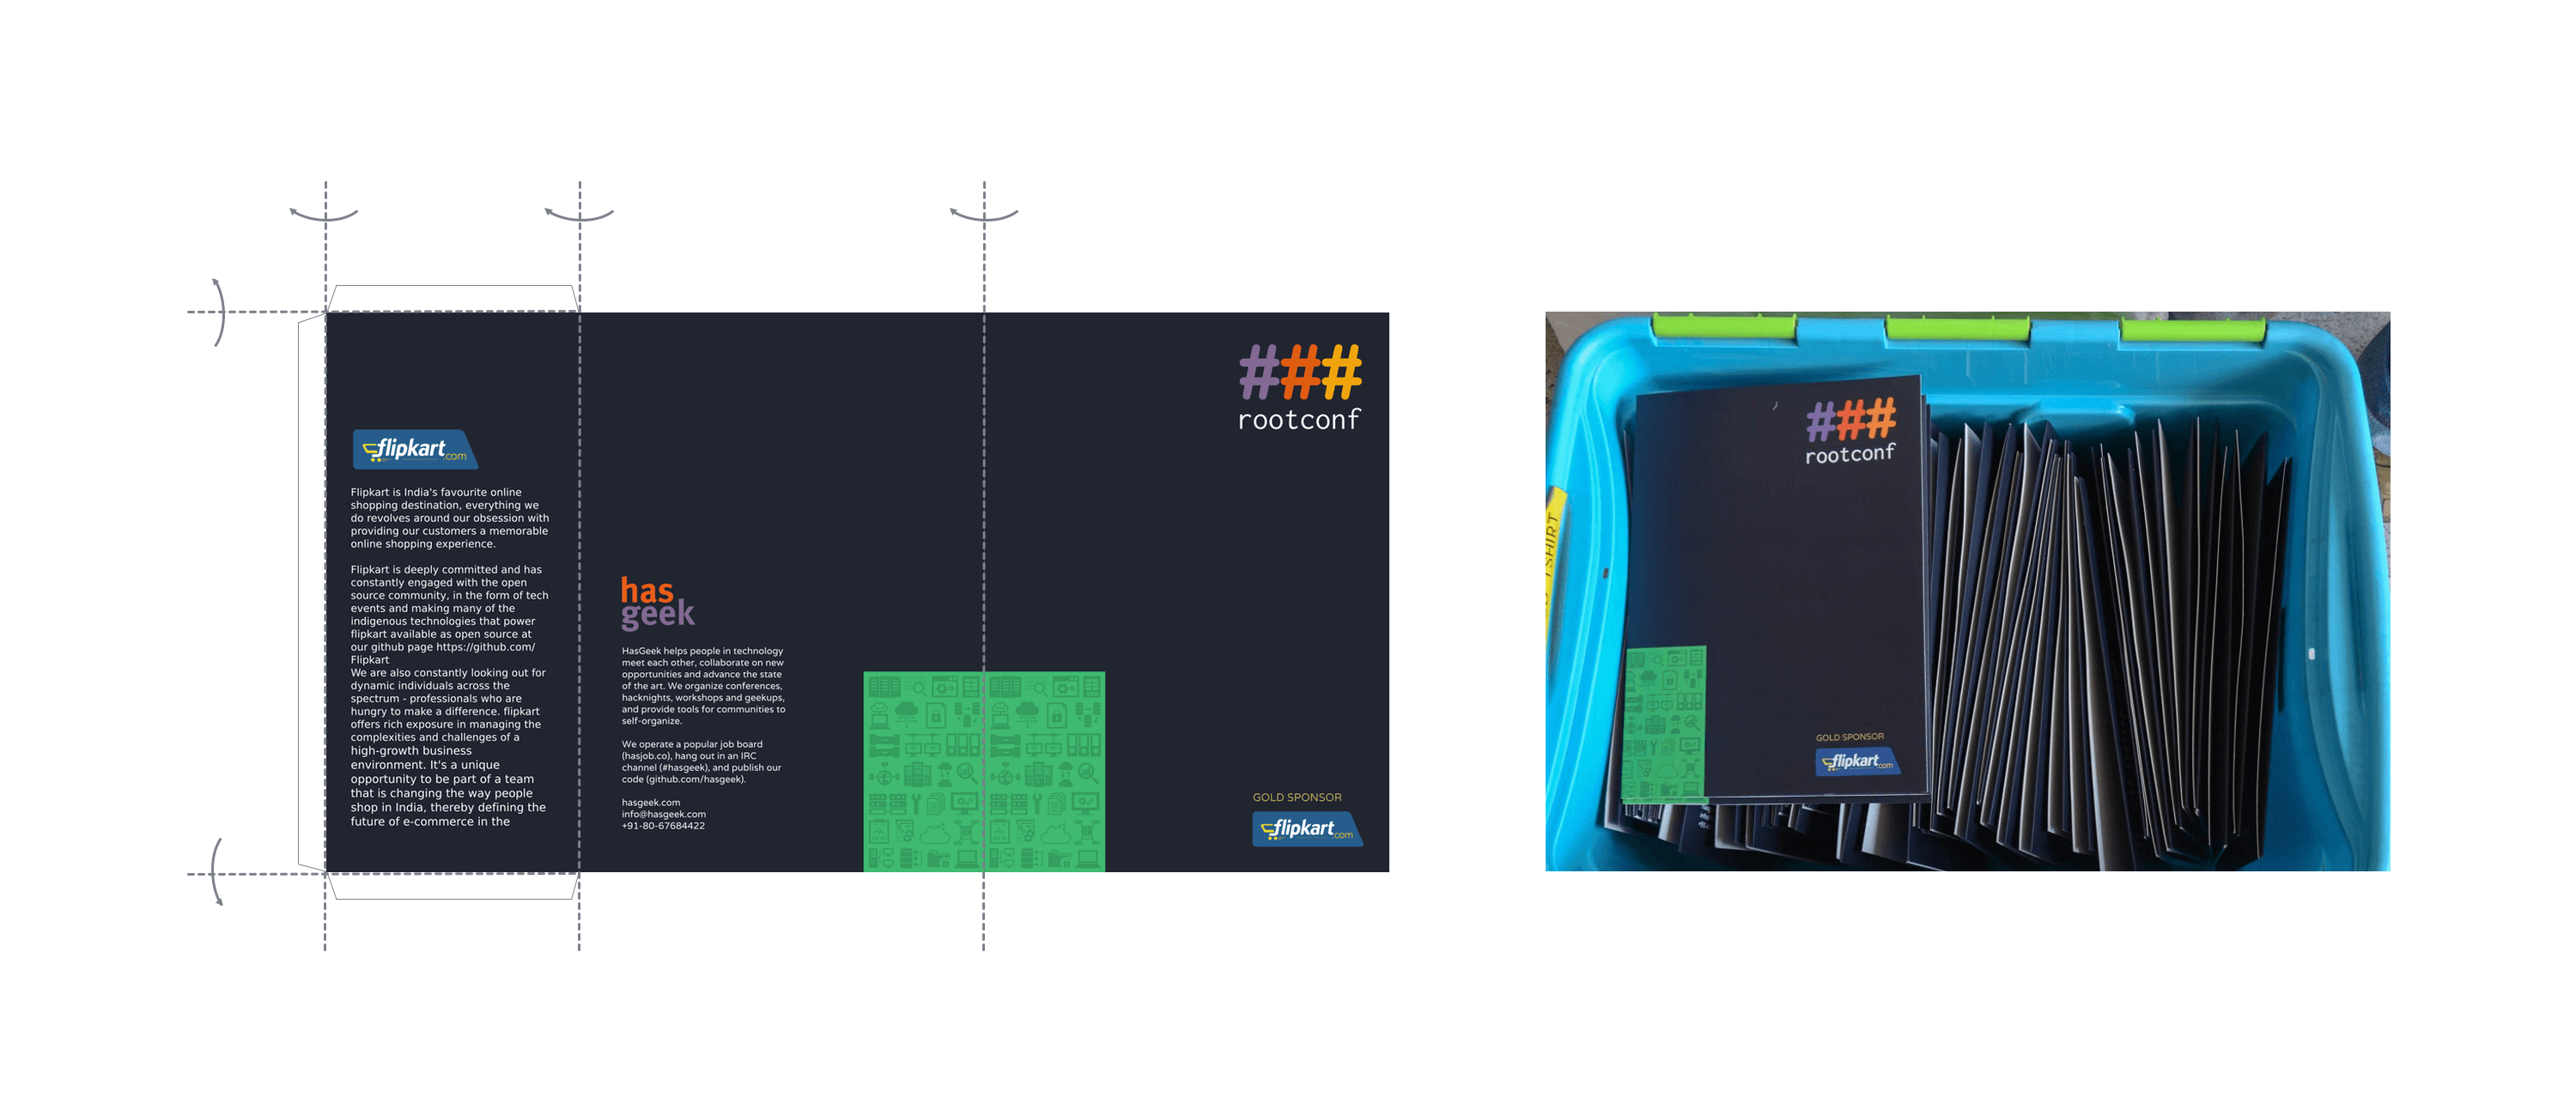 flipkart
.com
Flipkart is India's favourite online
shopping destination, everything we
do revolves around our obsession with
providing our customers a memorable
online shopping experience.
Flipkart is deeply committed and has
constantly engaged with the open
source community, in the form of tech
events and making many of the
indigenous technologies that power
flipkart available as open source at
our github page https://github.com/
Flipkart
We are also constantly looking out for
dynamic individuals across the
spectrum - professionals who are
hungry to make a difference. flipkart
offers rich exposure in managing the
complexities and challenges of a
high-growth business
environment. It's a unique
opportunity to be part of a team
that is changing the way people
shop in India, thereby defining the
future of e-commerce in the
has
geek
HasGeek helps people in technology
meet each other, collaborate on new
opportunities and advance the state
of the art. We organize conferences,
hacknights, workshops and geekups,
and provide tools for communities to
self-organize.
We operate a popular job board
(hasjob.co), hang out in an IRC
channel (#hasgeek), and publish our
code (github.com/hasgeek).
hasgeek.com
info@hasgeek.com
+91-80-67684422
###
rootconf
GOLD SPONSOR
flipkart
.com
###
rootconf
GOLD SPONSOR
flipkart
.com
TSHIRT